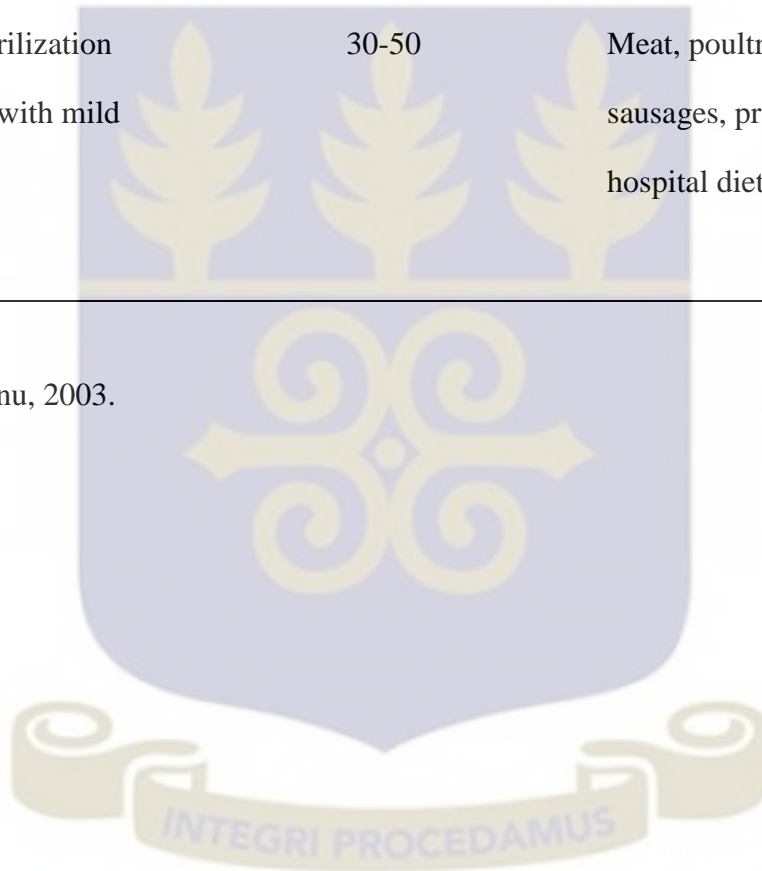 rilization 30-50 Meat, poultr
with mild sausages, pr
hospital diet
nu, 2003.
INTEGRI PROCEDAMUS